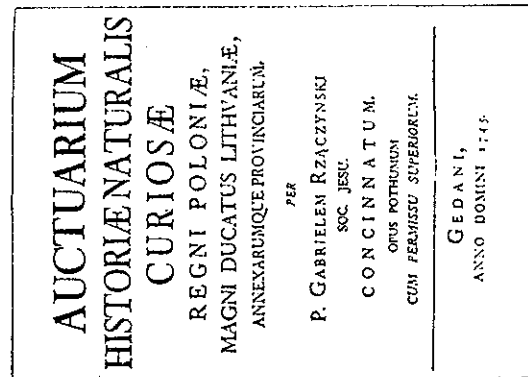 AUCTUARIUM
HISTORIÆ NATURALIS
CURIOSÆ
REGNI POLONIÆ,
MAGNI DUCATUS LITHVANIÆ,
ANNEXARUMQUE PROVINCIARUM.
PER
P. GABRIELEM RZĄCZYNSKI
SOC. JESU.
CONCINNATUM.
OPUS POTHUMUM
CUM PERMISSU SUPERIORUM.
GEDANI,
ANNO DOMINI 1745.